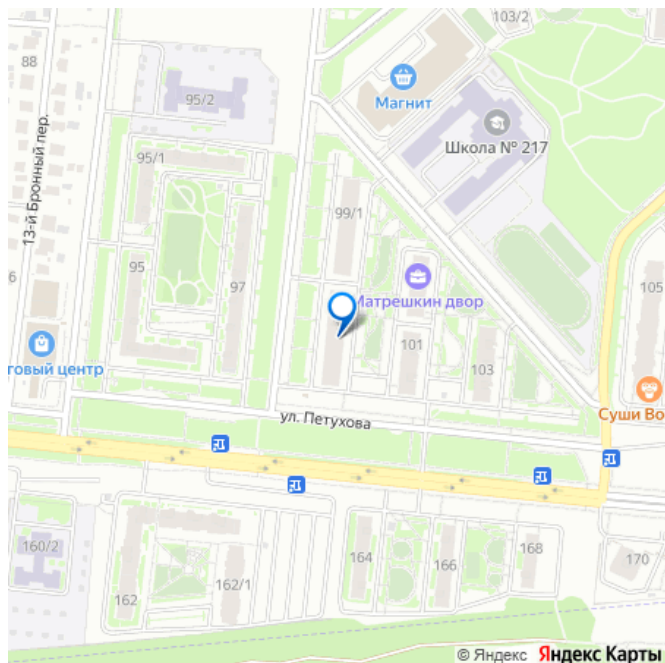 103/2
88
Магнит
95/2
Школа № 217
13-й Бронный пер.
95/1
99/1
95
6
97
Матрешкин двор
105
101
103
говый центр
Суши Во
ул. Петухова
160/2
162
162/1
164
166
168
170
© Яндекс Яндекс Карты